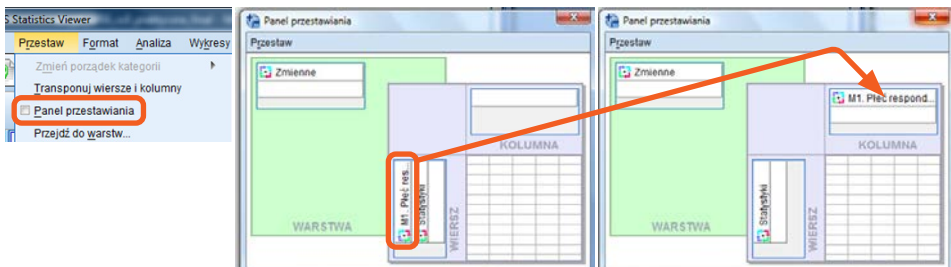 S Statistics Viewer
Przestaw Format Analiza Wykresy
Zmień porządek kategorii
Transponuj wiersze i kolumny
Panel przestawiania
Przejdź do warstw...
Panel przestawiania
Przestaw
Zmienne
KOLUMNA
M1. Płeć res...
Statystyki
WIERSZ
WARSTWA
Panel przestawiania
Przestaw
Zmienne
M1. Płeć respond...
KOLUMNA
Statystyki
WIERSZ
WARSTWA